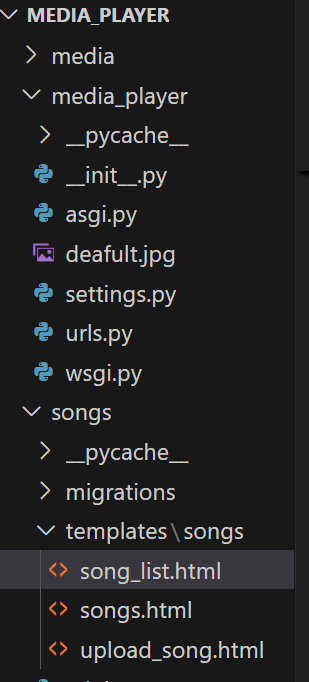 MEDIA_PLAYER
media
media_player
__pycache__
__init__.py
asgi.py
deafult.jpg
settings.py
urls.py
wsgi.py
songs
__pycache__
migrations
templates\songs
<> song_list.html
<> songs.html
<> upload_song.html